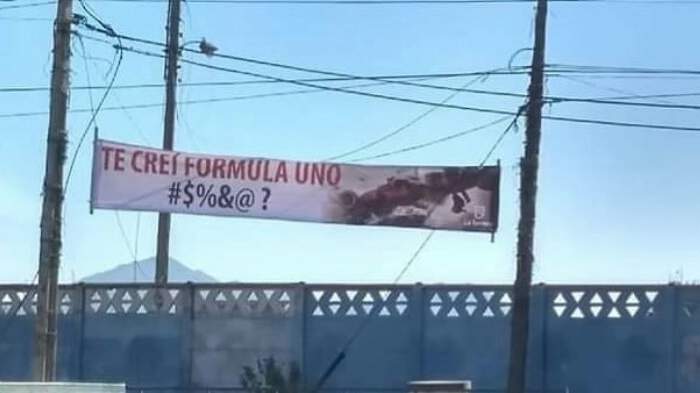 TE CREÍ FORMULA UNO
#$%&@ ?